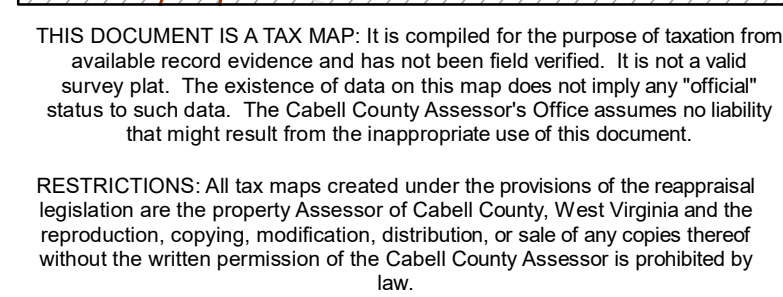 THIS DOCUMENT IS A TAX MAP: It is compiled for the purpose of taxation from
available record evidence and has not been field verified. It is not a valid
survey plat. The existence of data on this map does not imply any "official"
status to such data. The Cabell County Assessor's Office assumes no liability
that might result from the inappropriate use of this document.
RESTRICTIONS: All tax maps created under the provisions of the reappraisal
legislation are the property Assessor of Cabell County, West Virginia and the
reproduction, copying, modification, distribution, or sale of any copies thereof
without the written permission of the Cabell County Assessor is prohibited by
law.